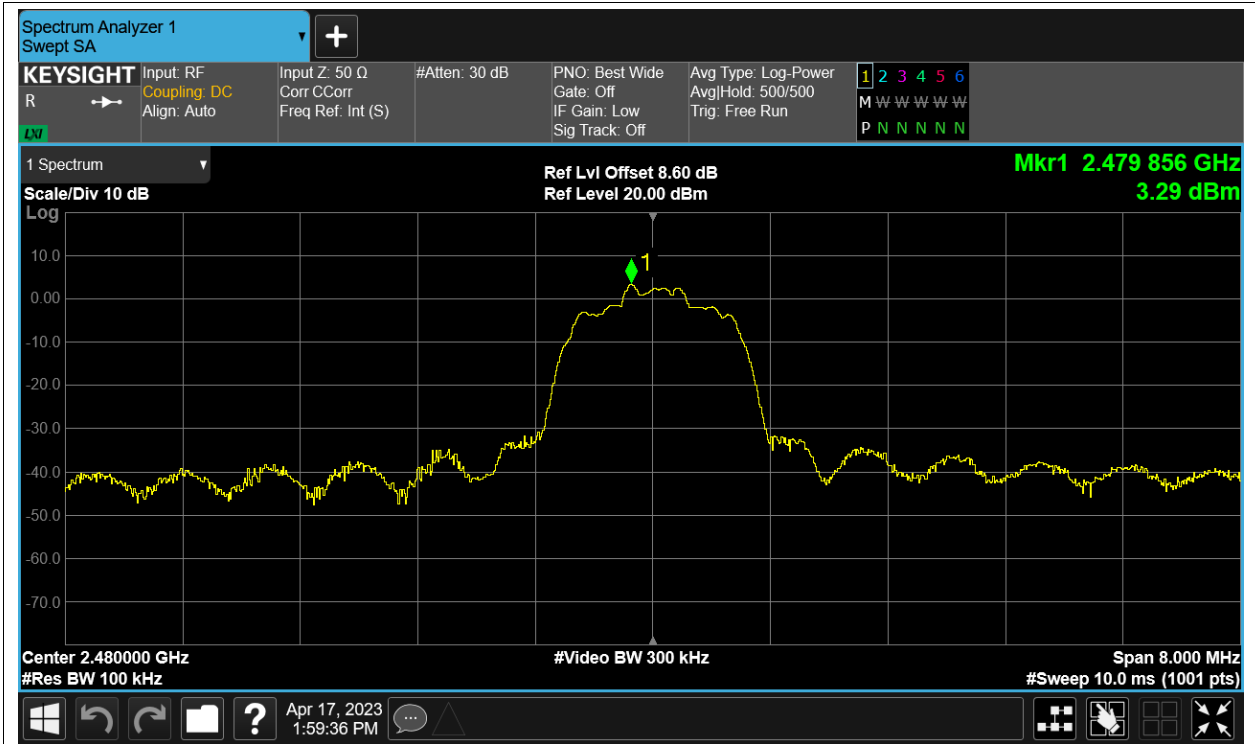 Spectrum Analyzer 1
Swept SA
+
KEYSIGHT
R
LXI
Input: RF
Coupling: DC
Align: Auto
Input Z: 50 Ω
Corr CCorr
Freq Ref: Int (S)
#Atten: 30 dB
PNO: Best Wide
Gate: Off
IF Gain: Low
Sig Track: Off
Avg Type: Log-Power
Avg|Hold: 500/500
Trig: Free Run
1 2 3 4 5 6
M W W W W W
P N N N N N
1 Spectrum
Scale/Div 10 dB
Log
Ref Lvl Offset 8.60 dB
Ref Level 20.00 dBm
Mkr1 2.479 856 GHz
3.29 dBm
1
10.0
0.00
-10.0
-20.0
-30.0
-40.0
-50.0
-60.0
-70.0
Center 2.480000 GHz
#Res BW 100 kHz
#Video BW 300 kHz
Span 8.000 MHz
#Sweep 10.0 ms (1001 pts)
?
Apr 17, 2023
1:59:36 PM